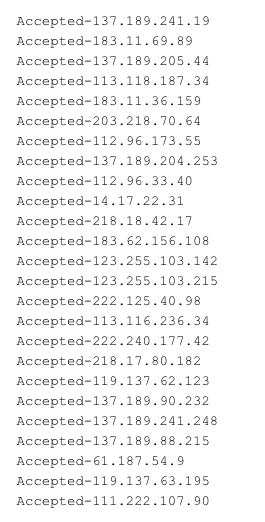 Accepted-137.189.241.19
Accepted-183.11.69.89
Accepted-137.189.205.44
Accepted-113.118.187.34
Accepted-183.11.36.159
Accepted-203.218.70.64
Accepted-112.96.173.55
Accepted-137.189.204.253
Accepted-112.96.33.40
Accepted-14.17.22.31
Accepted-218.18.42.17
Accepted-183.62.156.108
Accepted-123.255.103.142
Accepted-123.255.103.215
Accepted-222.125.40.98
Accepted-113.116.236.34
Accepted-222.240.177.42
Accepted-218.17.80.182
Accepted-119.137.62.123
Accepted-137.189.90.232
Accepted-137.189.241.248
Accepted-137.189.88.215
Accepted-61.187.54.9
Accepted-119.137.63.195
Accepted-111.222.107.90